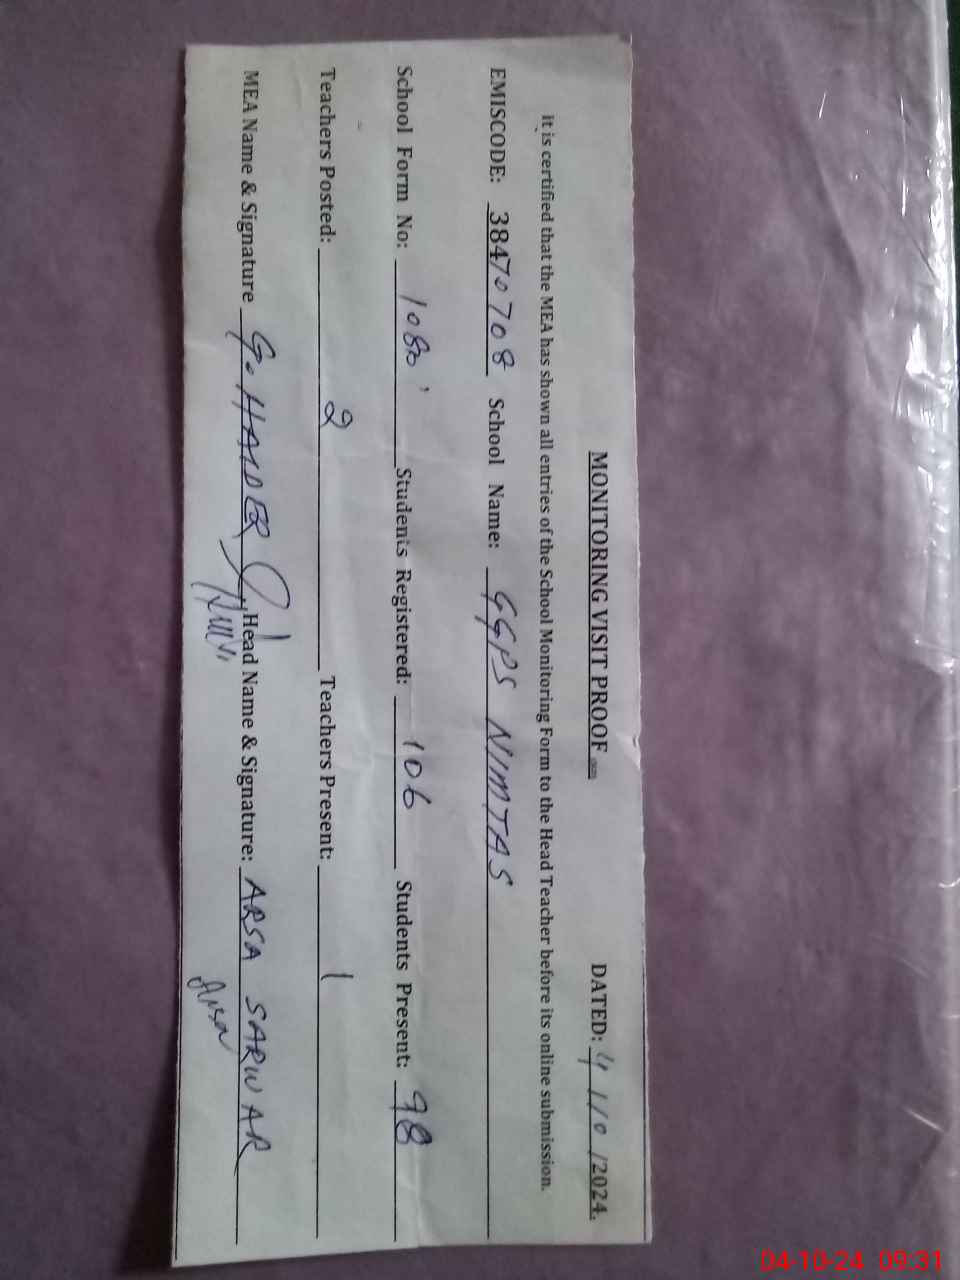 MONITORING VISIT PROOF DATED: 4/10/2024.
It is certified that the MEA has shown all entries of the School Monitoring Form to the Head Teacher before its online submission.
EMISCODE: 38470708 School Name: GGPS NIMTAS
School Form No: Students Registered: 106 Students Present: 98
Teachers Posted: 2 Teachers Present: 1
MEA Name & Signature G. HAIDER Head Name & Signature: ARSA SARWAR
Arsa
04-10-24 09:31